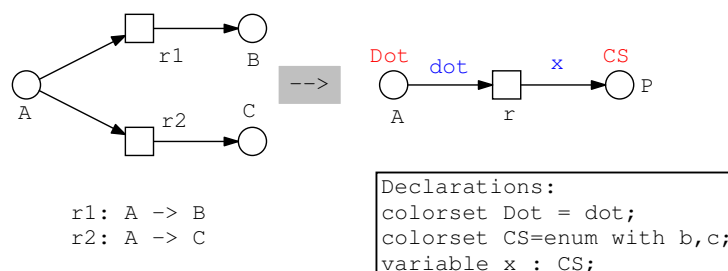 r1
B
A
r2
C
r1: A -> B
r2: A -> C
-->
Dot
dot
x
CS
A
r
P
Declarations:
colorset Dot = dot;
colorset CS=enum with b,c;
variable x : CS;